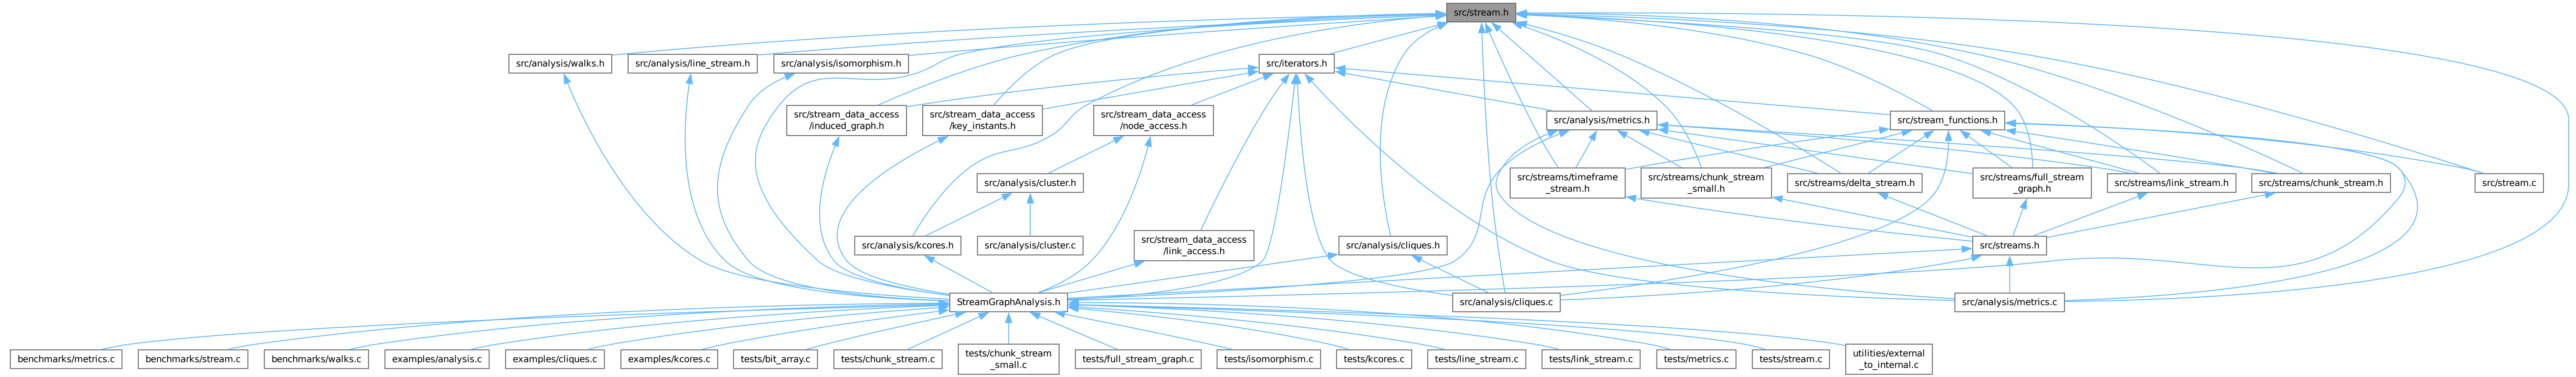 src/stream.h
src/analysis/walks.h
src/analysis/line_stream.h
src/analysis/isomorphism.h
src/iterators.h
src/stream_data_access
/induced_graph.h
src/stream_data_access
/key_instants.h
src/stream_data_access
/node_access.h
src/analysis/metrics.h
src/stream_functions.h
src/analysis/cluster.h
src/streams/timeframe
_stream.h
src/streams/chunk_stream
_small.h
src/streams/delta_stream.h
src/streams/full_stream
_graph.h
src/streams/link_stream.h
src/streams/chunk_stream.h
src/stream.c
src/analysis/kcores.h
src/analysis/cluster.c
src/stream_data_access
/link_access.h
src/analysis/cliques.h
src/streams.h
StreamGraphAnalysis.h
src/analysis/cliques.c
src/analysis/metrics.c
benchmarks/metrics.c
benchmarks/stream.c
benchmarks/walks.c
examples/analysis.c
examples/cliques.c
examples/kcores.c
tests/bit_array.c
tests/chunk_stream.c
tests/chunk_stream
_small.c
tests/full_stream_graph.c
tests/isomorphism.c
tests/kcores.c
tests/line_stream.c
tests/link_stream.c
tests/metrics.c
tests/stream.c
utilities/external
_to_internal.c